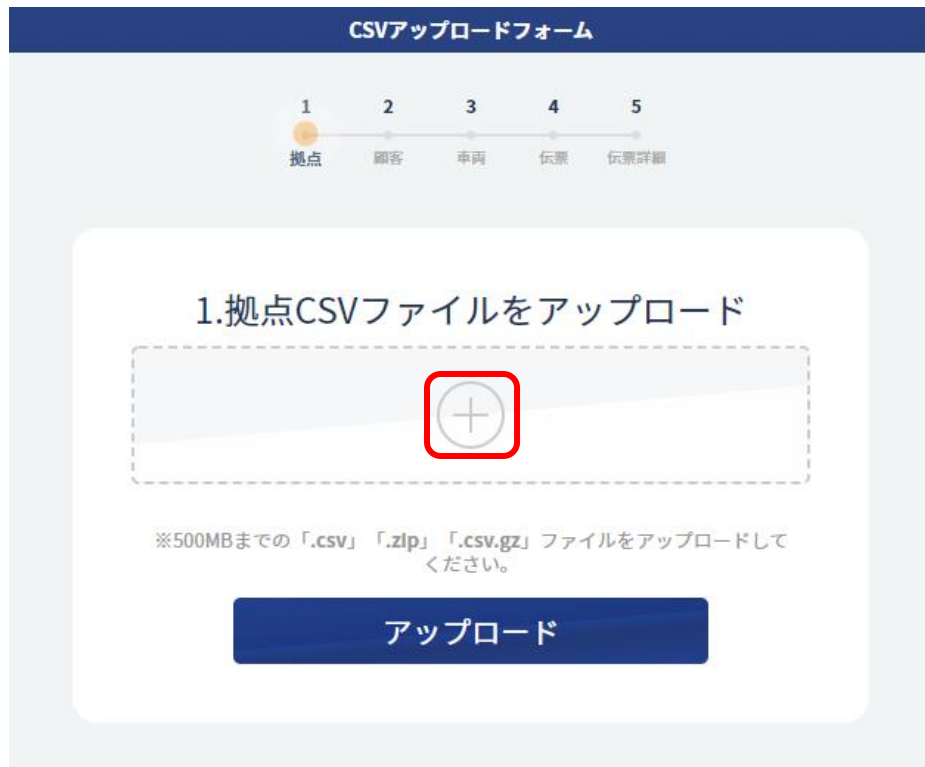 CSVアップロードフォーム
1 2 3 4 5
拠点 顧客 車両 伝票 伝票詳細
1.拠点CSVファイルをアップロード
※500MBまでの「.csv」「.zip」「.csv.gz」ファイルをアップロードして
ください。
アップロード